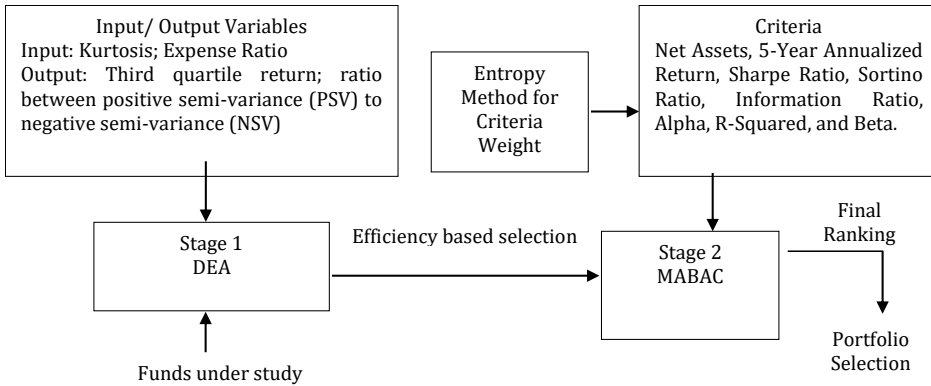 Input/ Output Variables
Input: Kurtosis; Expense Ratio
Output: Third quartile return; ratio
between positive semi-variance (PSV) to
negative semi-variance (NSV)
Entropy
Method for
Criteria
Weight
Criteria
Net Assets, 5-Year Annualized
Return, Sharpe Ratio, Sortino
Ratio, Information Ratio,
Alpha, R-Squared, and Beta.
Stage 1
DEA
Efficiency based selection
Stage 2
MABAC
Final
Ranking
Funds under study
Portfolio
Selection